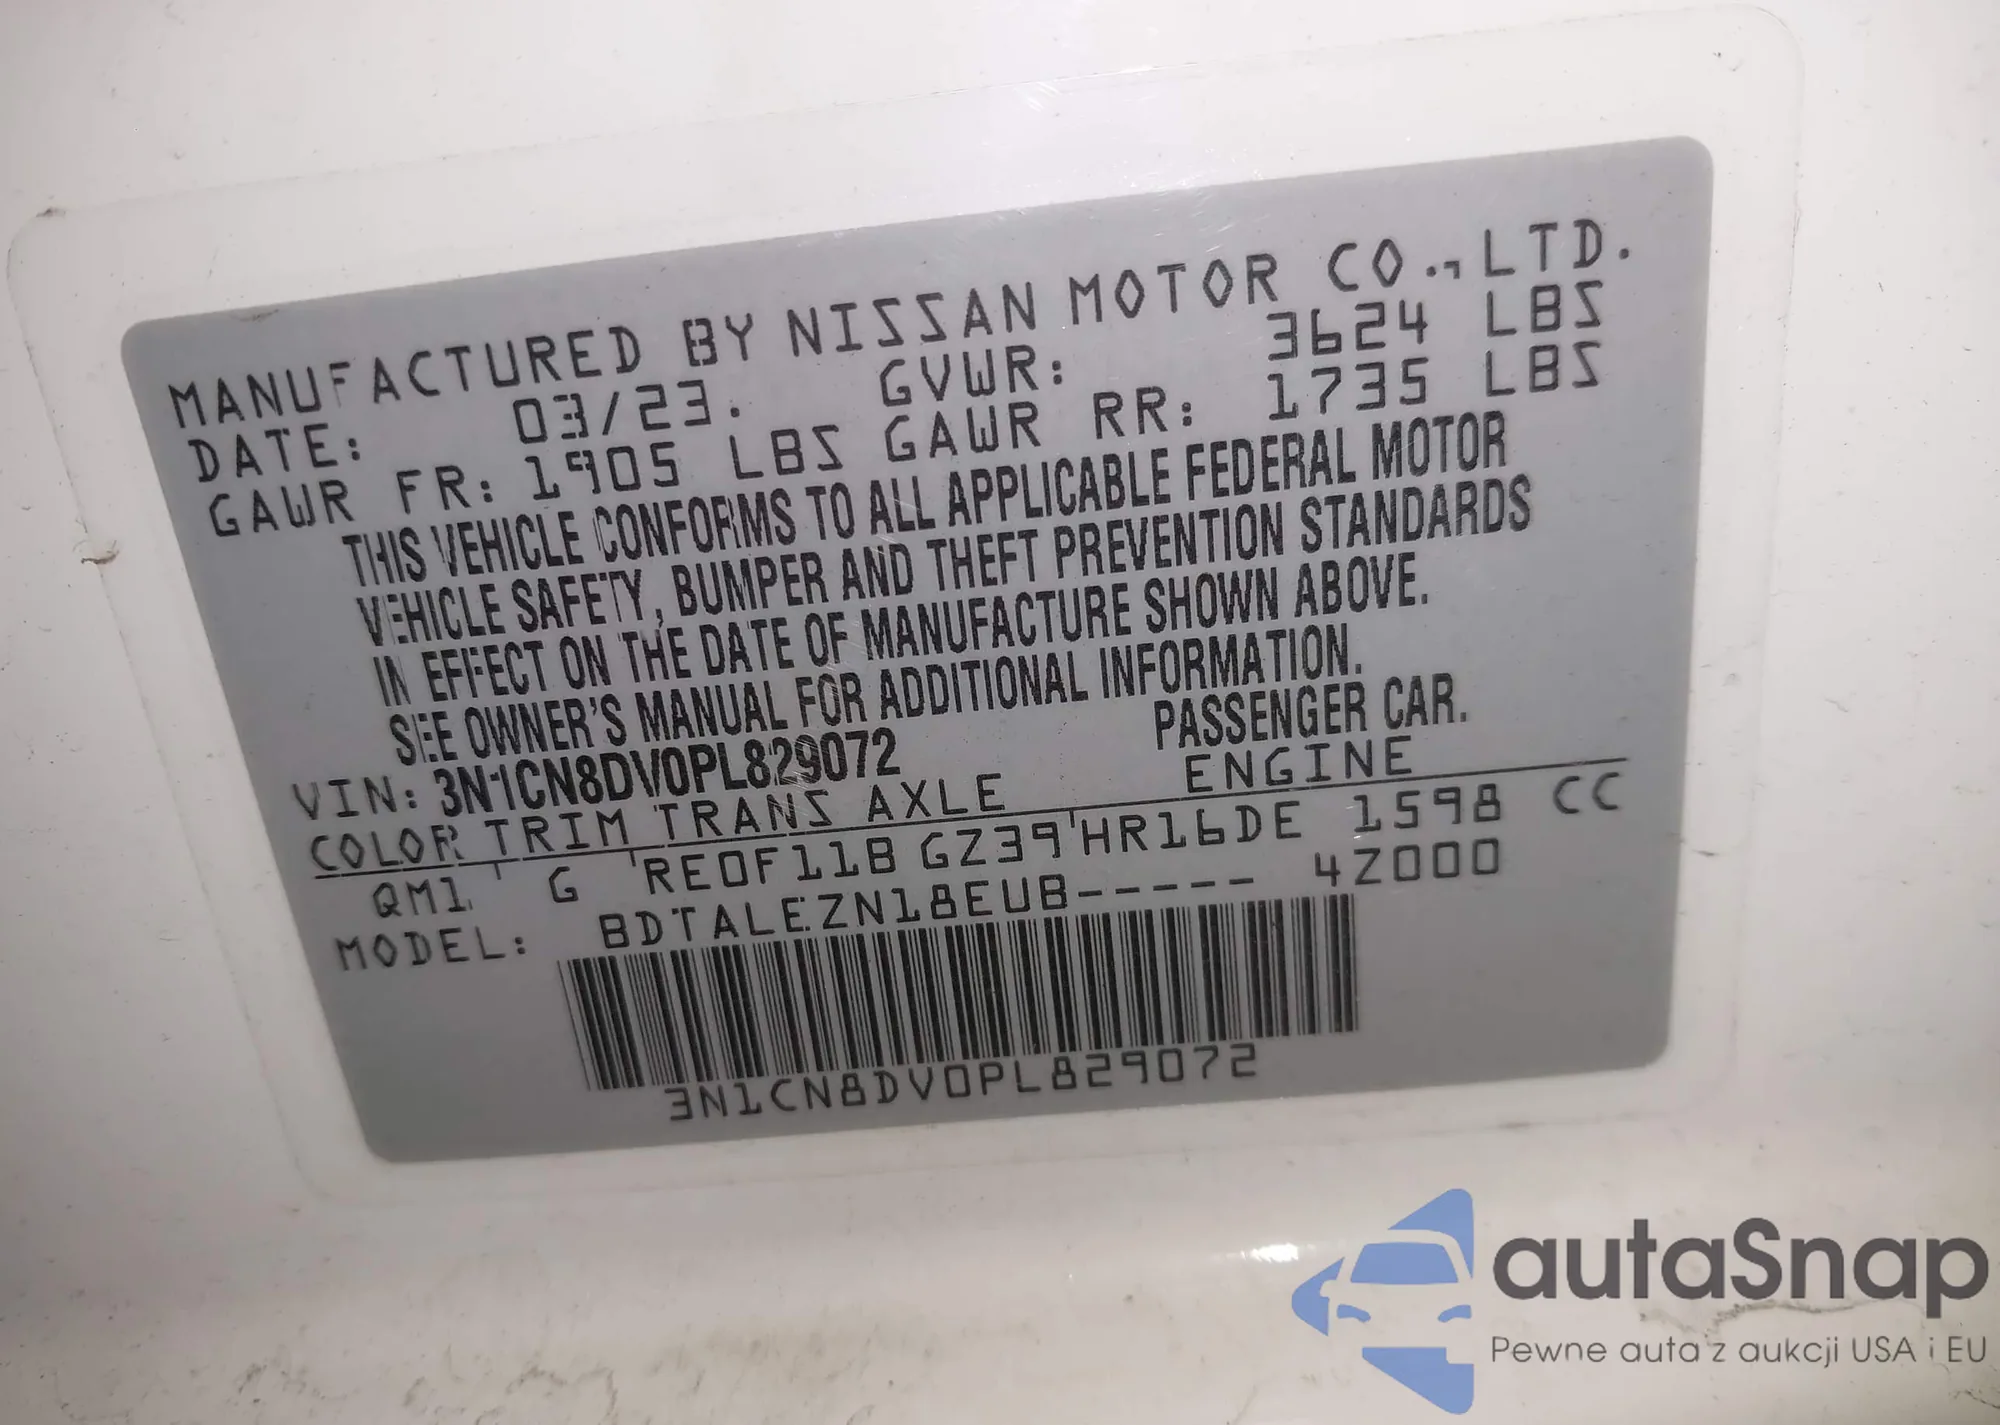 MANUFACTURED BY NISSAN MOTOR CO., LTD.
DATE: 03/23. GVWR: 3624 LBS
GAWR FR: 1905 LBS GAWR RR: 1735 LBS
THIS VEHICLE CONFORMS TO ALL APPLICABLE FEDERAL MOTOR
VEHICLE SAFETY, BUMPER AND THEFT PREVENTION STANDARDS
IN EFFECT ON THE DATE OF MANUFACTURE SHOWN ABOVE.
SEE OWNER'S MANUAL FOR ADDITIONAL INFORMATION.
VIN: 3N1CN8DV0PL829072 PASSENGER CAR.
COLOR TRIM TRANS AXLE ENGINE
QM1 G RE0F11B GZ39 HR16DE 1598 CC
MODEL: BDTALEZN18EUB----- 4Z000
3N1CN8DV0PL829072
autaSnap
Pewne auta z aukcji USA i EU